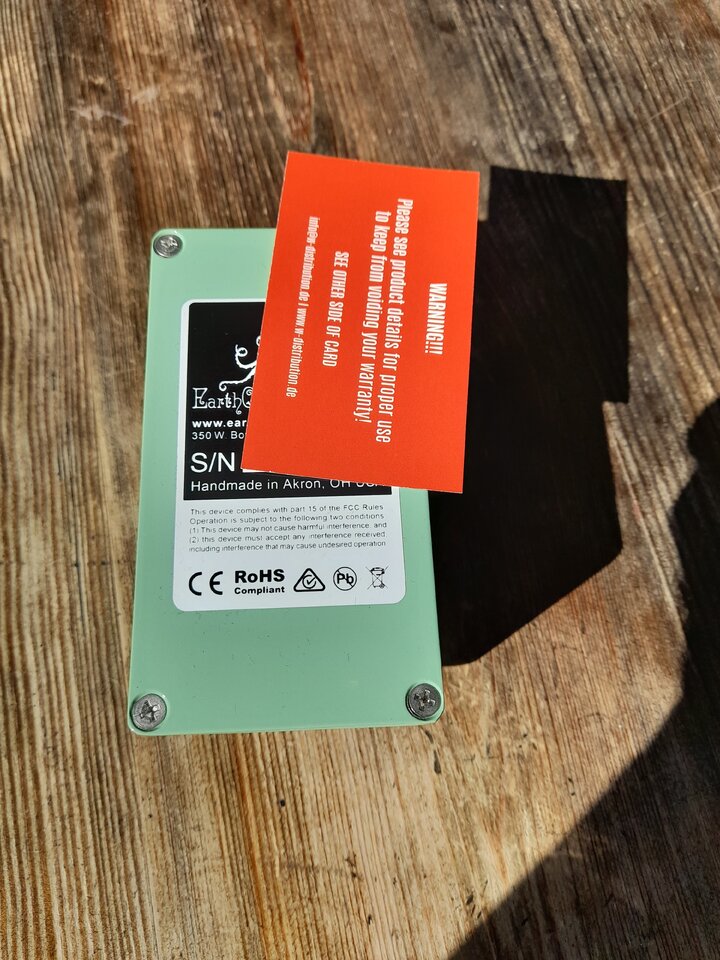 WARNING!!!
Please see product details for proper use
to keep from voiding your warranty!
SEE OTHER SIDE OF CARD
info@w-distribution.de | www.w-distribution.de
Earth
www.ear
350 W. Bo
S/N
Handmade in Akron, OH USA
This device complies with part 15 of the FCC Rules
Operation is subject to the following two conditions
(1) This device may not cause harmful interference, and
(2) this device must accept any interference received,
including interference that may cause undesired operation
CE RoHS
Compliant
Pb